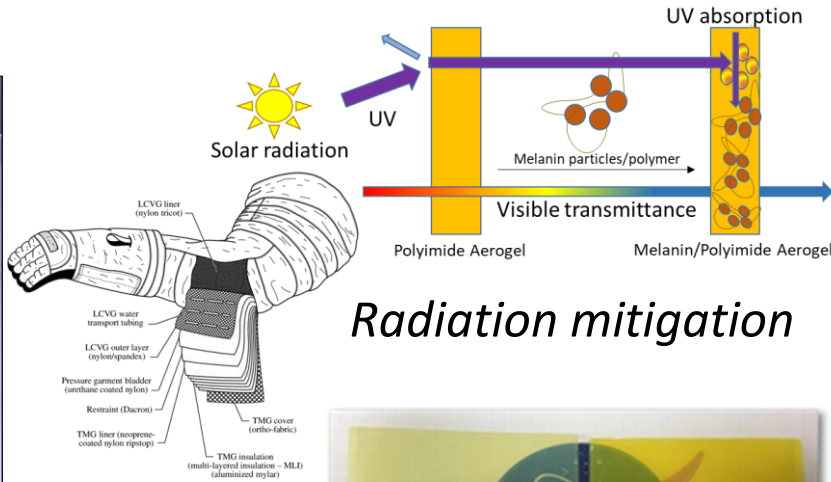 UV absorption
UV
Solar radiation
Melanin particles/polymer
Visible transmittance
Polyimide Aerogel
Melanin/Polyimide Aerogel
LCVG liner
(nylon tricot)
LCVG water
transport tubing
LCVG outer layer
(nylon/spandex)
Pressure garment bladder
(urethane coated nylon)
Restraint (Dacron)
TMG liner (neoprene-
coated nylon ripstop)
TMG cover
(ortho-fabric)
TMG insulation
(multi-layered insulation – MLI)
(aluminized mylar)
Radiation mitigation